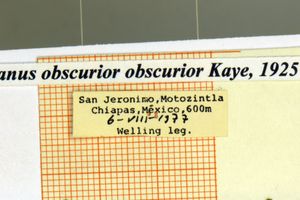 anus obscurior obscurior Kaye, 1925
San Jeronimo,Motozintla
Chiapas,México,600m
6-VIII-1977
Welling leg.